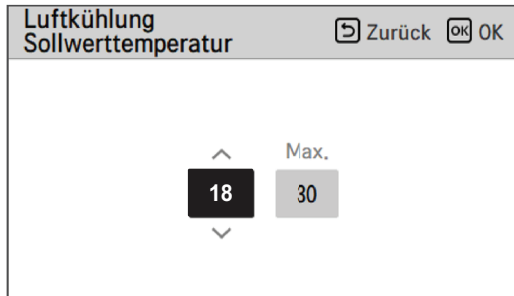 Luftkühlung
Sollwerttemperatur
Zurück OK OK
Max.
18 30